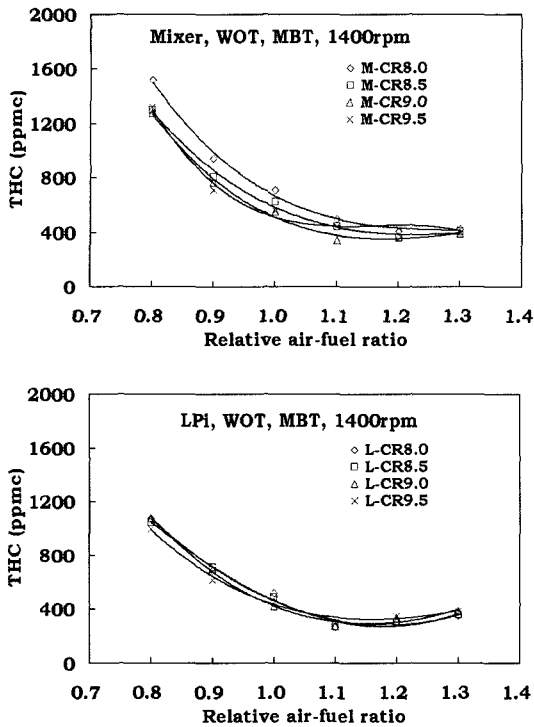 2000
Mixer, WOT, MBT, 1400rpm
M-CR8.0
1600
M-CR8.5
M-CR9.0
M-CR9.5
1200
THC (ppmc)
800
400
0
0.7 0.8 0.9 1.0 1.1 1.2 1.3 1.4
Relative air-fuel ratio
2000
LPi, WOT, MBT, 1400rpm
L-CR8.0
1600
L-CR8.5
L-CR9.0
L-CR9.5
1200
THC (ppmc)
800
400
0
0.7 0.8 0.9 1.0 1.1 1.2 1.3 1.4
Relative air-fuel ratio